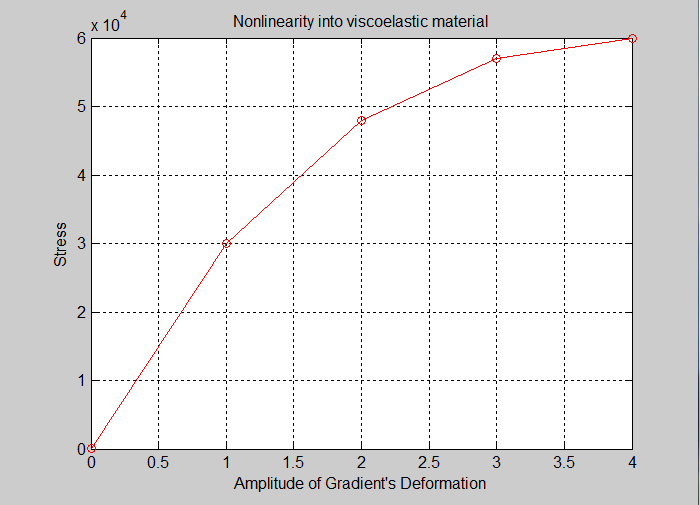 Nonlinearity into viscoelastic material
x 10^4
6
5
4
3
2
1
0
Stress
0 0.5 1 1.5 2 2.5 3 3.5 4
Amplitude of Gradient's Deformation